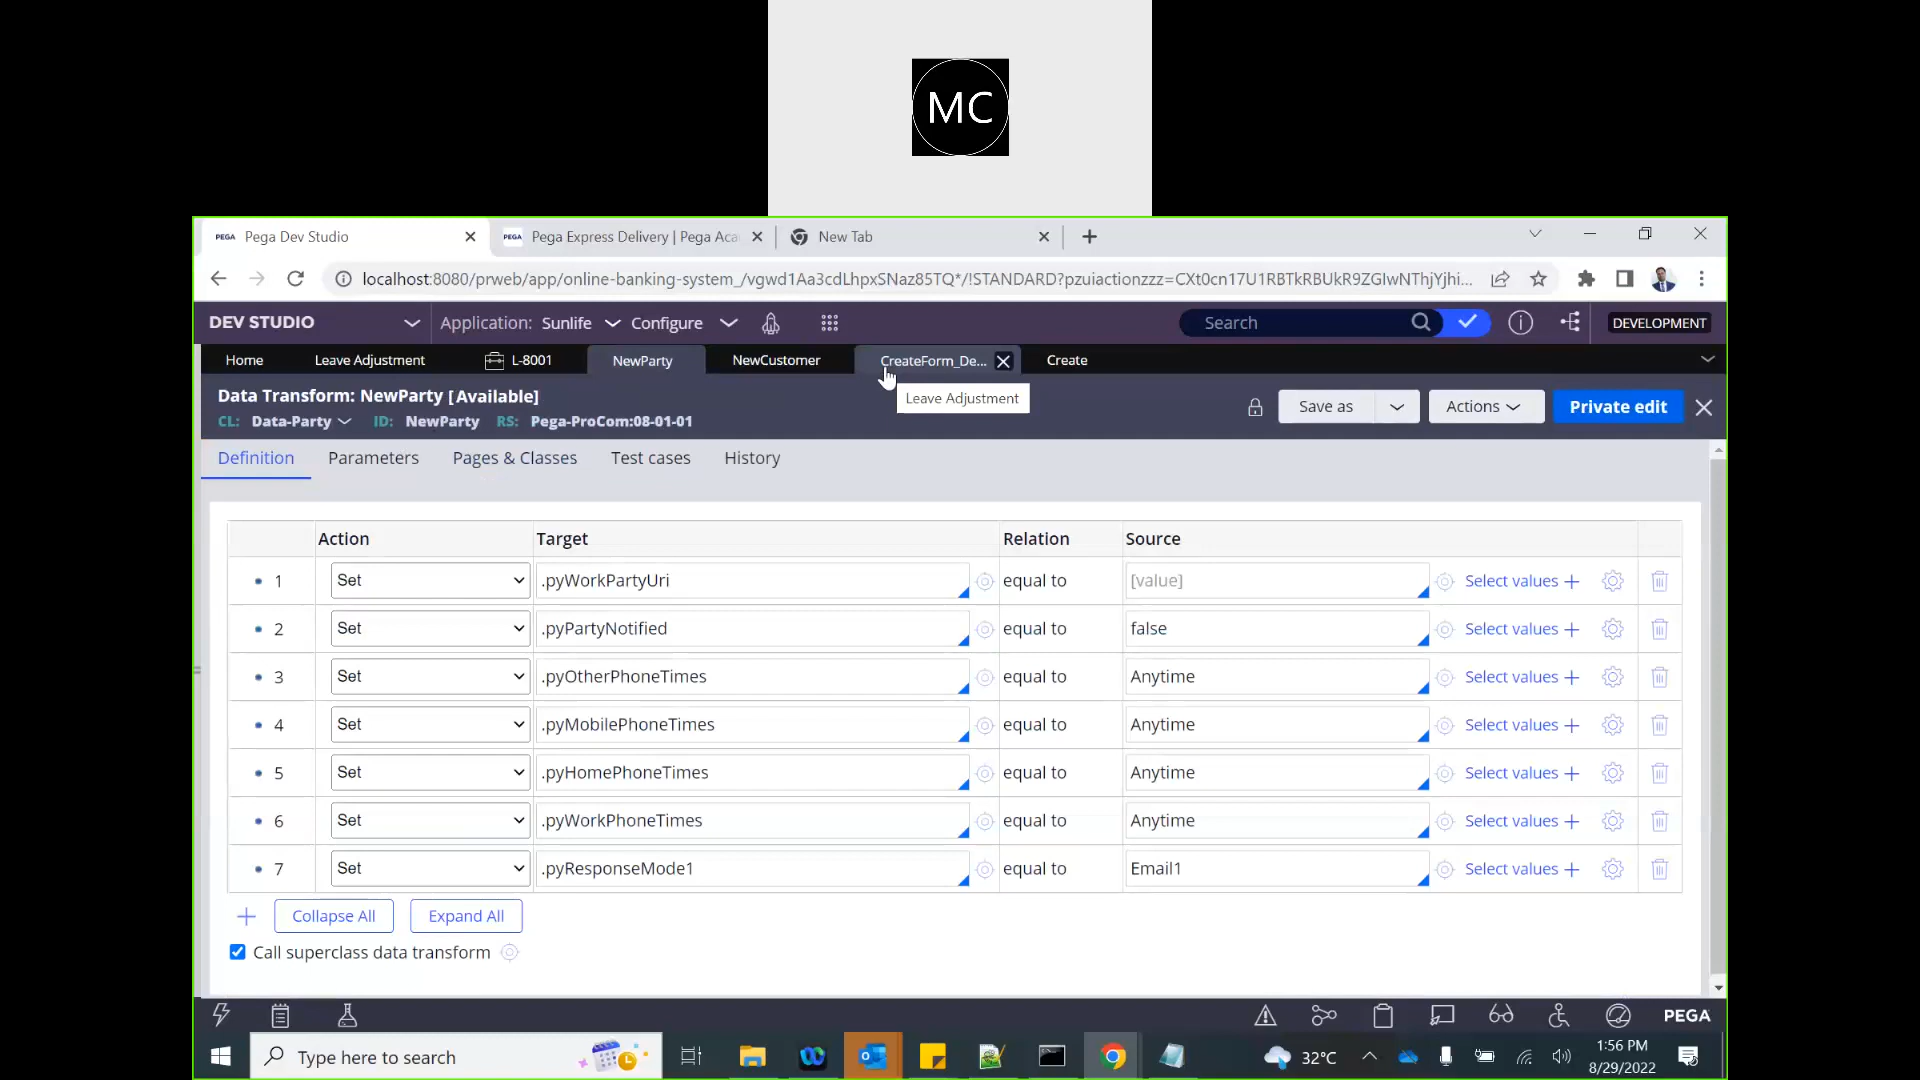 MC
PEGA Pega Dev Studio
PEGA Pega Express Delivery | Pega Aca
New Tab
localhost:8080/prweb/app/online-banking-system_/vgwd1Aa3cdLhpxSNaz85TQ*/!STANDARD?pzuiactionzzz=CXt0cn17U1RBTkRBUkR9ZGIwNThjYjhi...
DEV STUDIO Application: Sunlife Configure Search DEVELOPMENT
Home Leave Adjustment L-8001 NewParty NewCustomer CreateForm_De... Create
Leave Adjustment
Data Transform: NewParty [Available]
CL: Data-Party ID: NewParty RS: Pega-ProCom:08-01-01
Save as Actions Private edit
Definition Parameters Pages & Classes Test cases History
Action Target Relation Source
1 Set .pyWorkPartyUri equal to [value] Select values
2 Set .pyPartyNotified equal to false Select values
3 Set .pyOtherPhoneTimes equal to Anytime Select values
4 Set .pyMobilePhoneTimes equal to Anytime Select values
5 Set .pyHomePhoneTimes equal to Anytime Select values
6 Set .pyWorkPhoneTimes equal to Anytime Select values
7 Set .pyResponseMode1 equal to Email1 Select values
Collapse All Expand All
Call superclass data transform
PEGA
Type here to search
32°C
1:56 PM
8/29/2022